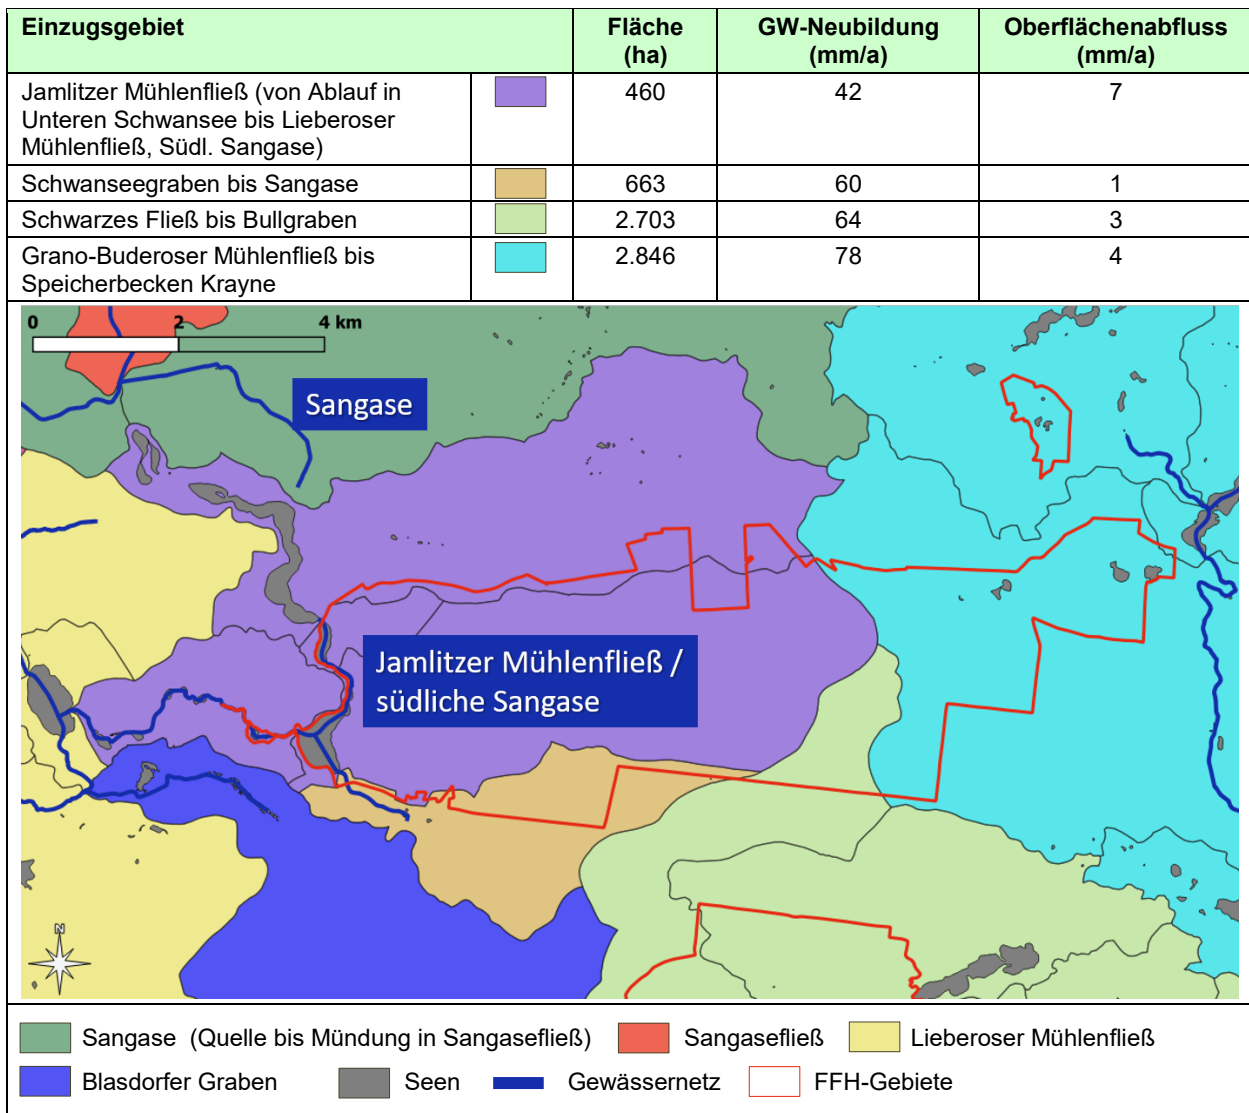 Einzugsgebiet
Fläche (ha)
GW-Neubildung (mm/a)
Oberflächenabfluss (mm/a)
Jamlitzer Mühlenfließ (von Ablauf in
Unteren Schwansee bis Lieberoser
Mühlenfließ, Südl. Sangase)
460
42
7
Schwanseegraben bis Sangase
663
60
1
Schwarzes Fließ bis Bullgraben
2.703
64
3
Grano-Buderoser Mühlenfließ bis
Speicherbecken Krayne
2.846
78
4
0 2 4 km
Sangase
Jamlitzer Mühlenfließ /
südliche Sangase
N
Sangase (Quelle bis Mündung in Sangasefließ)
Sangasefließ
Lieberoser Mühlenfließ
Blasdorfer Graben
Seen
Gewässernetz
FFH-Gebiete